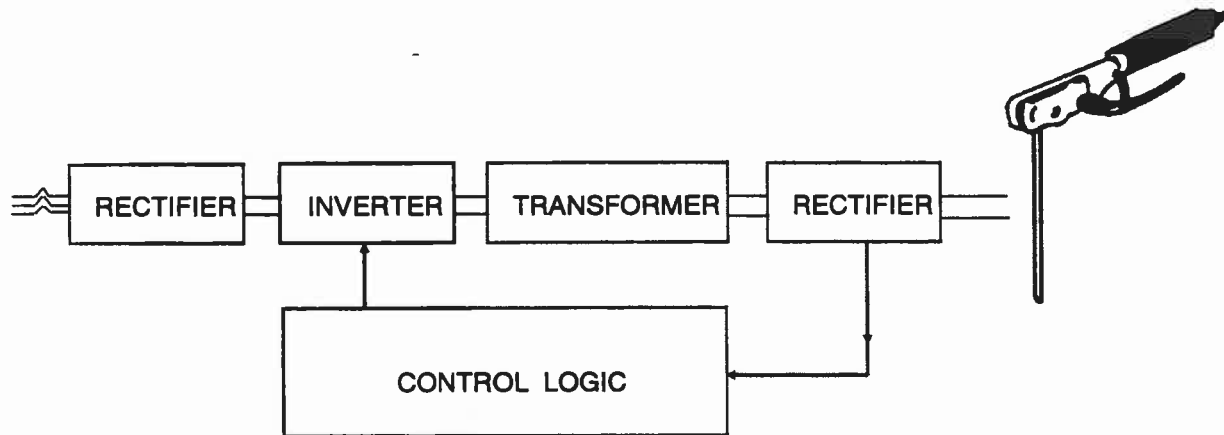 RECTIFIER
INVERTER
TRANSFORMER
RECTIFIER
CONTROL LOGIC